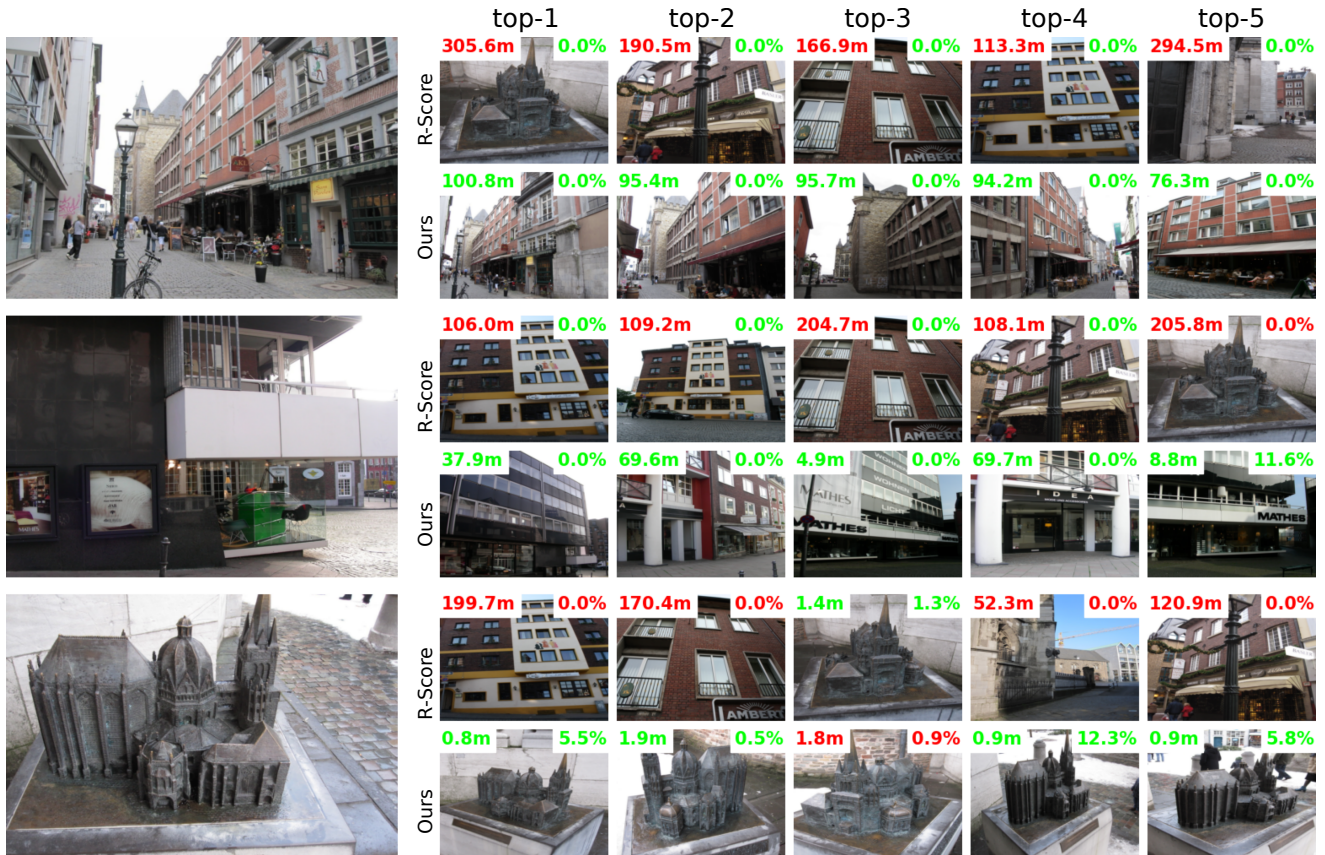 top-1 top-2 top-3 top-4 top-5
R-Score
305.6m 0.0% 190.5m 0.0% 166.9m 0.0% 113.3m 0.0% 294.5m 0.0%
AMBERT
Ours
100.8m 0.0% 95.4m 0.0% 95.7m 0.0% 94.2m 0.0% 76.3m 0.0%
R-Score
106.0m 0.0% 109.2m 0.0% 204.7m 0.0% 108.1m 0.0% 205.8m 0.0%
AMBERT
Ours
37.9m 0.0% 69.6m 0.0% 4.9m 0.0% 69.7m 0.0% 8.8m 11.6%
MATHES
IDEA
MATHES
MATHES
R-Score
199.7m 0.0% 170.4m 0.0% 1.4m 1.3% 52.3m 0.0% 120.9m 0.0%
AMBERT
Ours
0.8m 5.5% 1.9m 0.5% 1.8m 0.9% 0.9m 12.3% 0.9m 5.8%